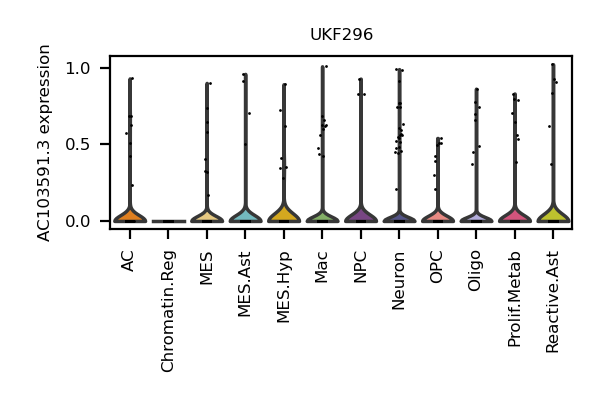 UKF296
AC103591.3 expression
1.0
0.5
0.0
AC
Chromatin.Reg
MES
MES.Ast
MES.Hyp
Mac
NPC
Neuron
OPC
Oligo
Prolif.Metab
Reactive.Ast